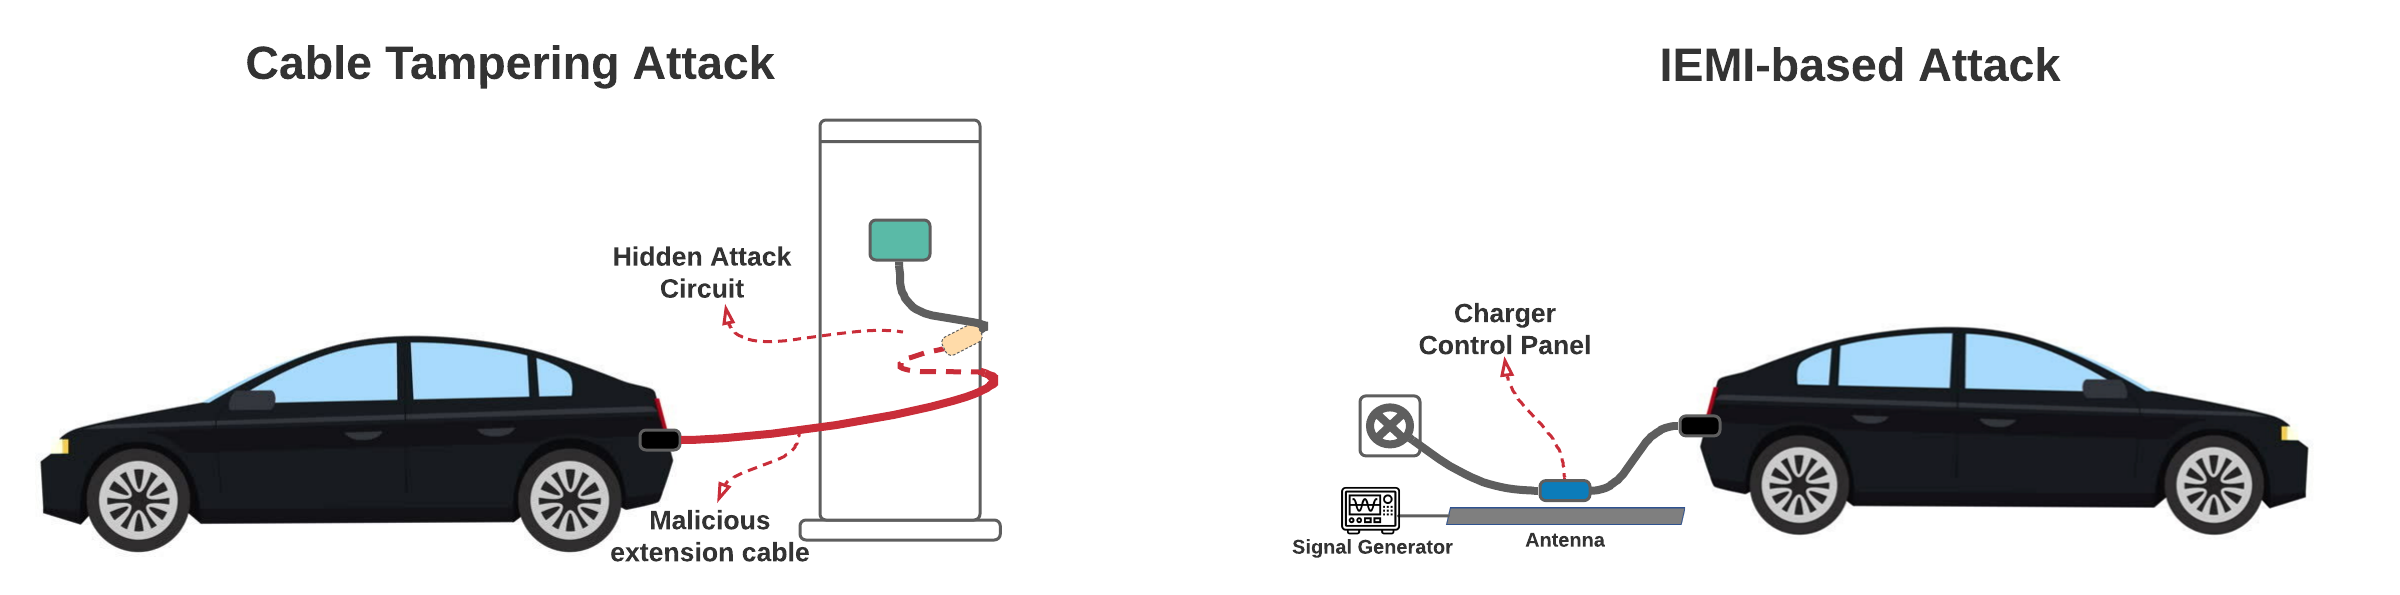 Cable Tampering Attack
Hidden Attack
Circuit
Malicious
extension cable
IEMI-based Attack
Charger
Control Panel
Signal Generator
Antenna